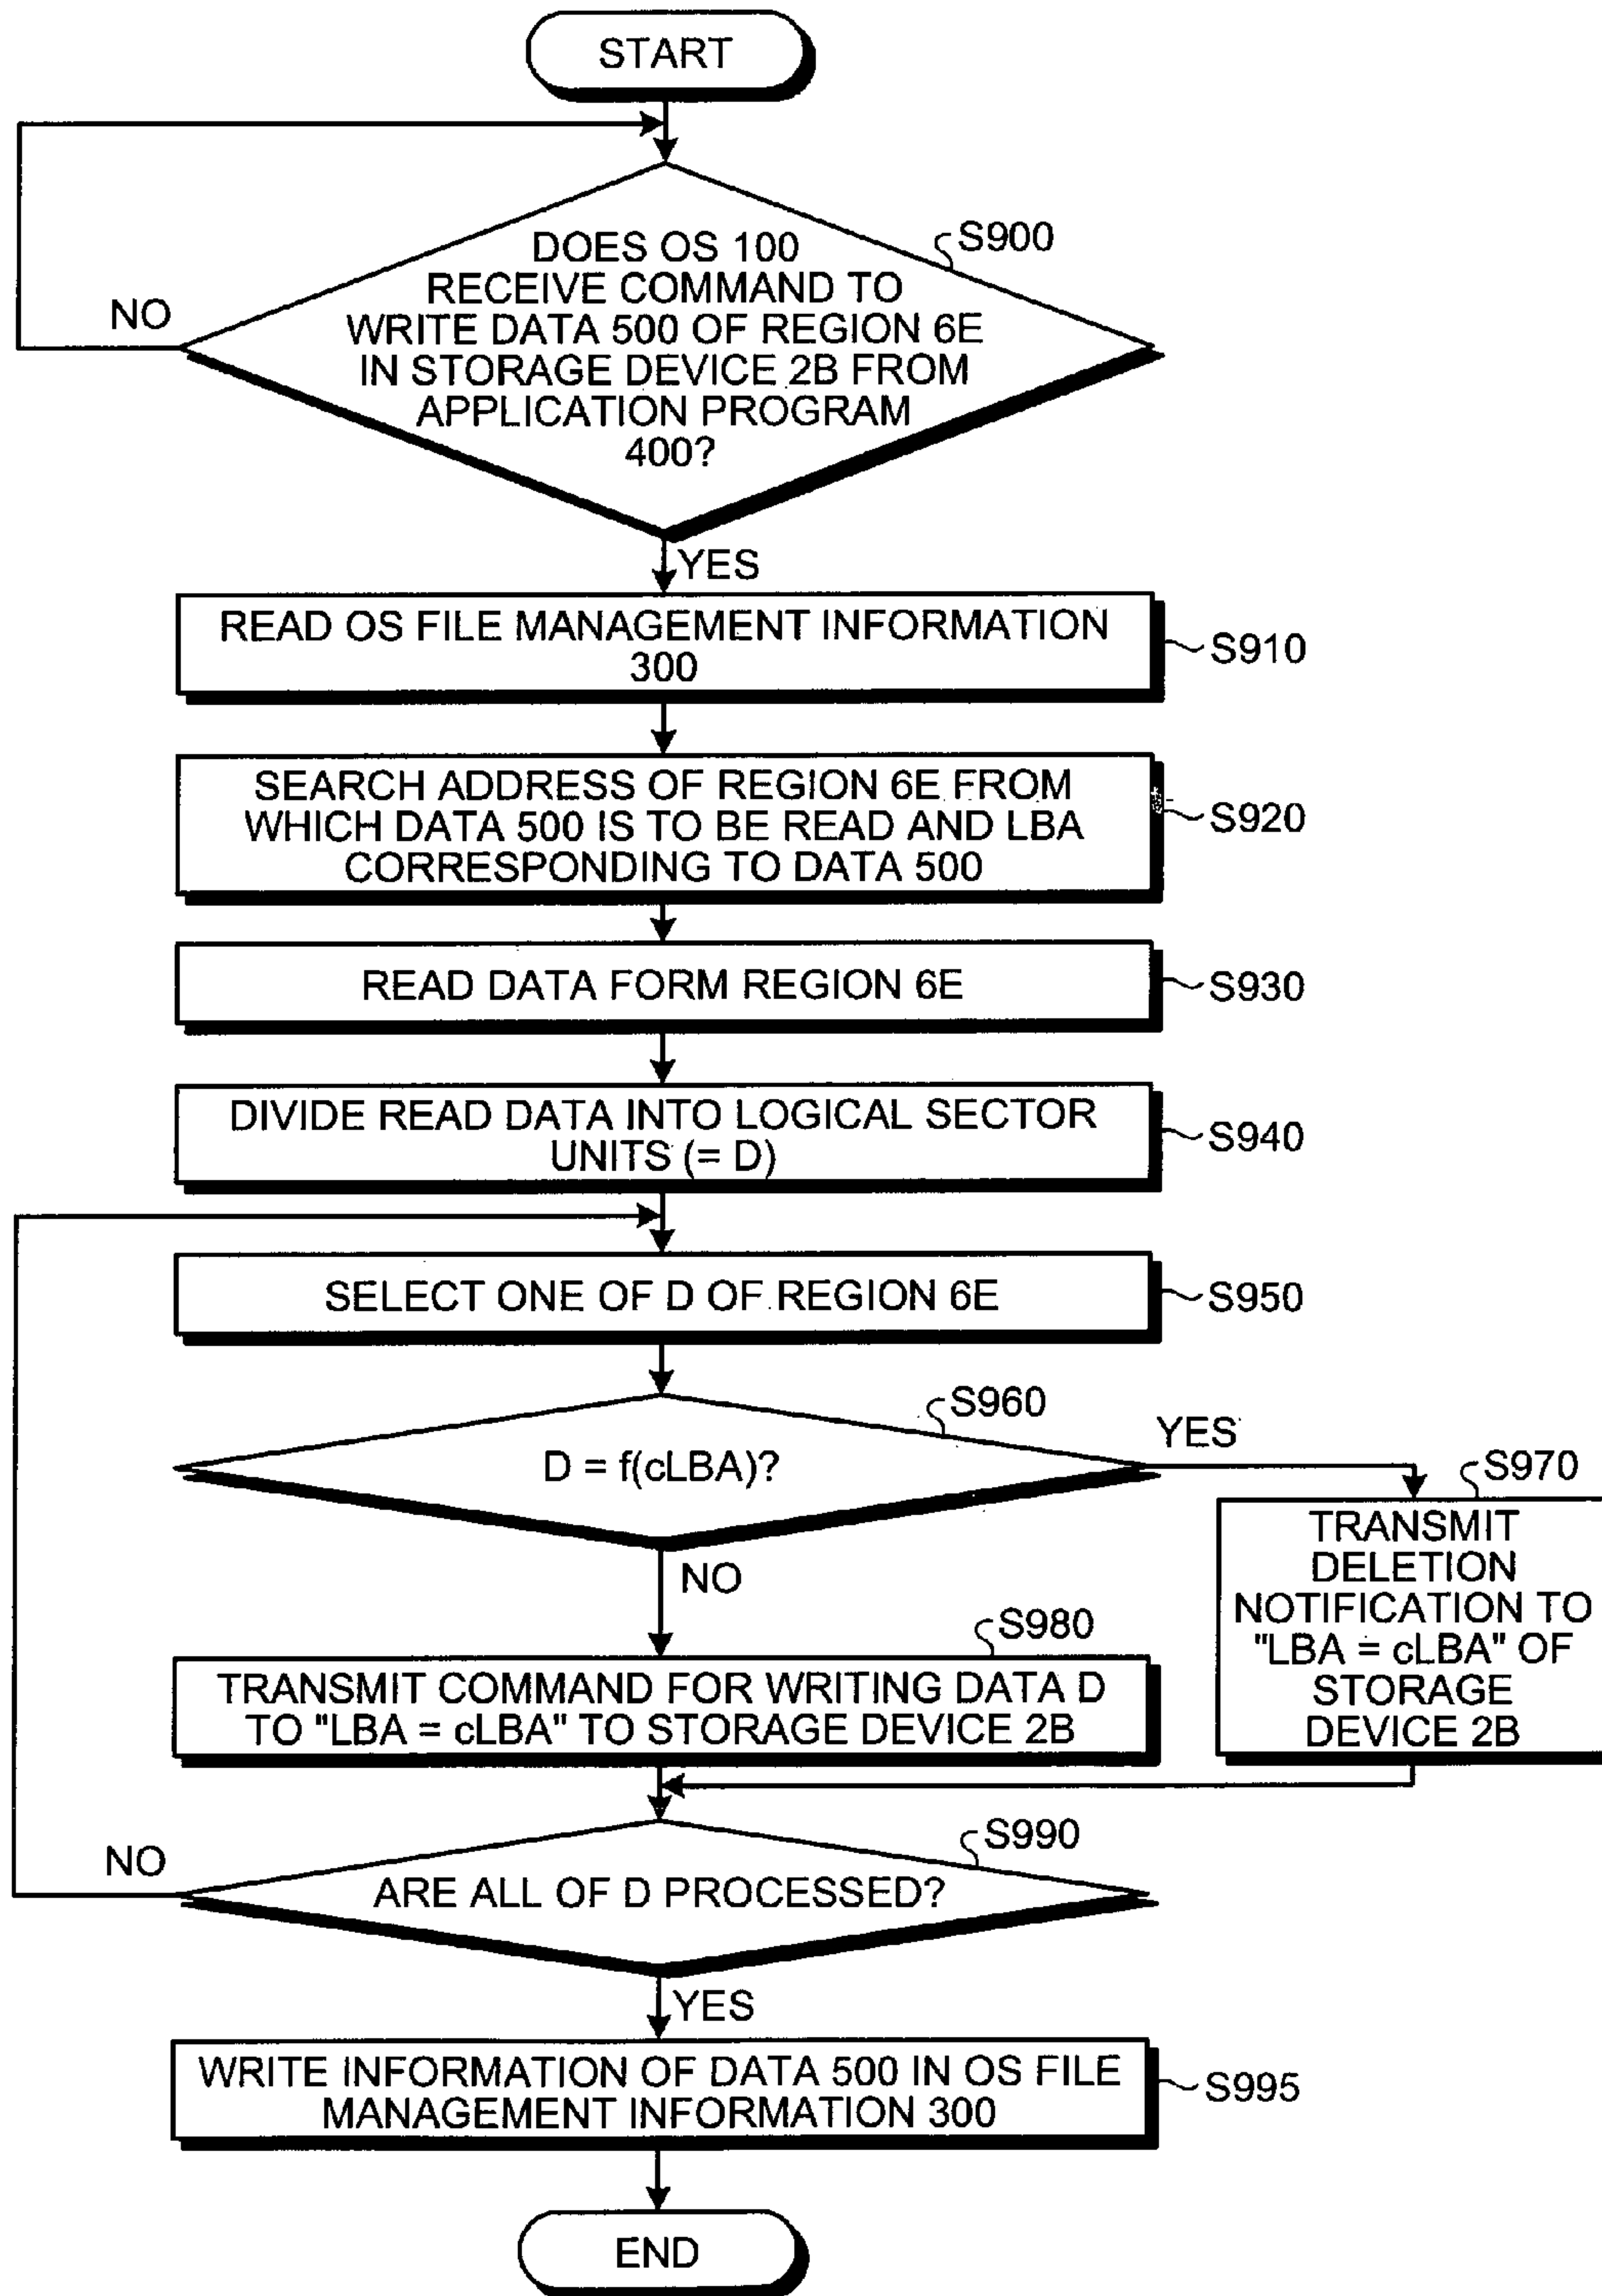 START
DOES OS 100
RECEIVE COMMAND TO
WRITE DATA 500 OF REGION 6E
IN STORAGE DEVICE 2B FROM
APPLICATION PROGRAM
400?
S900
NO
YES
READ OS FILE MANAGEMENT INFORMATION
300
S910
SEARCH ADDRESS OF REGION 6E FROM
WHICH DATA 500 IS TO BE READ AND LBA
CORRESPONDING TO DATA 500
S920
READ DATA FORM REGION 6E
S930
DIVIDE READ DATA INTO LOGICAL SECTOR
UNITS (= D)
S940
SELECT ONE OF D OF REGION 6E
S950
D = f(cLBA)?
S960
YES
NO
S970
TRANSMIT
DELETION
NOTIFICATION TO
"LBA = cLBA" OF
STORAGE
DEVICE 2B
S980
TRANSMIT COMMAND FOR WRITING DATA D
TO "LBA = cLBA" TO STORAGE DEVICE 2B
S990
ARE ALL OF D PROCESSED?
NO
YES
WRITE INFORMATION OF DATA 500 IN OS FILE
MANAGEMENT INFORMATION 300
S995
END